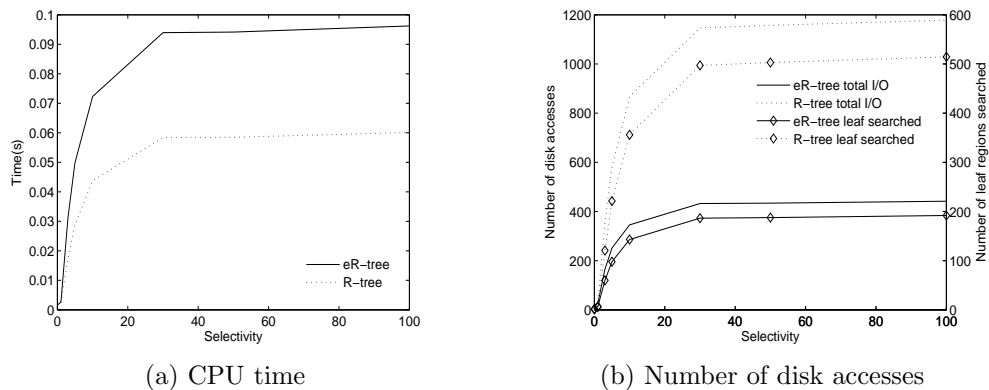 0.1
0.09
0.08
0.07
0.06
0.05
0.04
0.03
0.02
0.01
0
Time(s)
eR−tree
R−tree
0 20 40 60 80 100
Selectivity
(a) CPU time
1200
1000
800
600
400
200
0
Number of disk accesses
eR−tree total I/O
R−tree total I/O
eR−tree leaf searched
R−tree leaf searched
600
500
400
300
200
100
0
Number of leaf regions searched
0 20 40 60 80 100
Selectivity
(b) Number of disk accesses